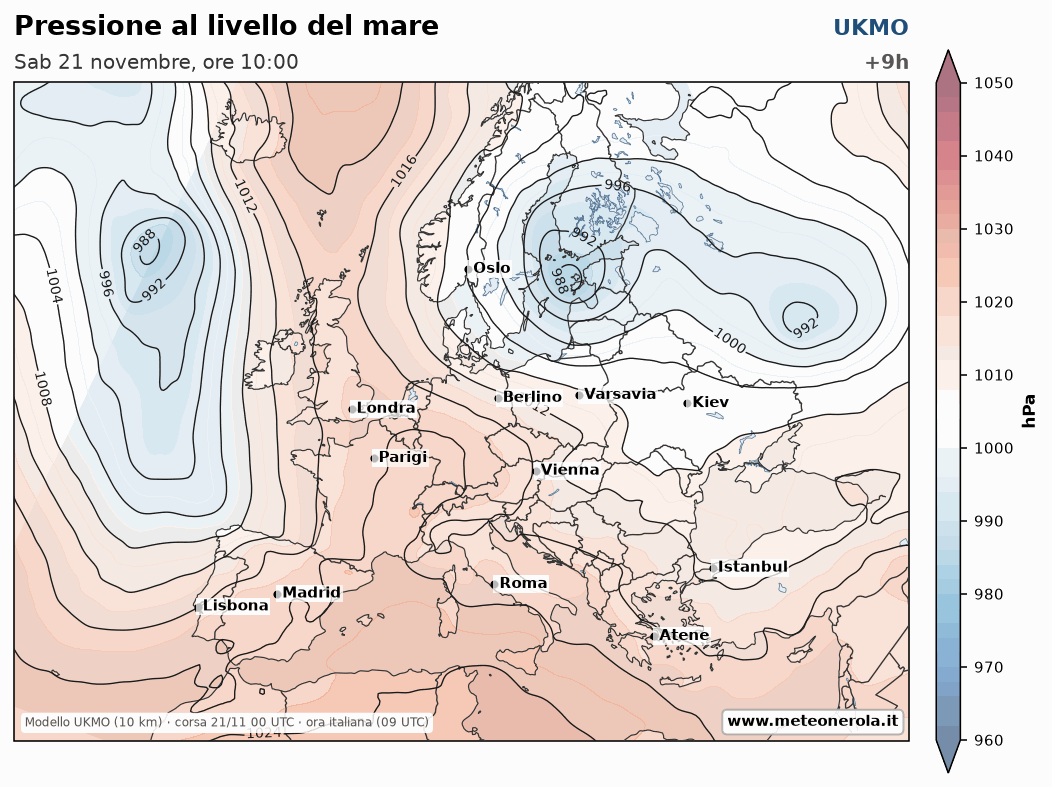 Pressione al livello del mare
UKMO
Sab 21 novembre, ore 10:00
+9h
1050
1040
1030
1020
1010
1000
990
980
970
960
hPa
1016
1012
996
988
992
996
992
988
1004
992
1000
1008
992
Oslo
Berlino
Varsavia
Kiev
Londra
Parigi
Vienna
Istanbul
Roma
Madrid
Lisbona
Atene
Modello UKMO (10 km) · corsa 21/11 00 UTC · ora italiana (09 UTC)
www.meteonerola.it
1024